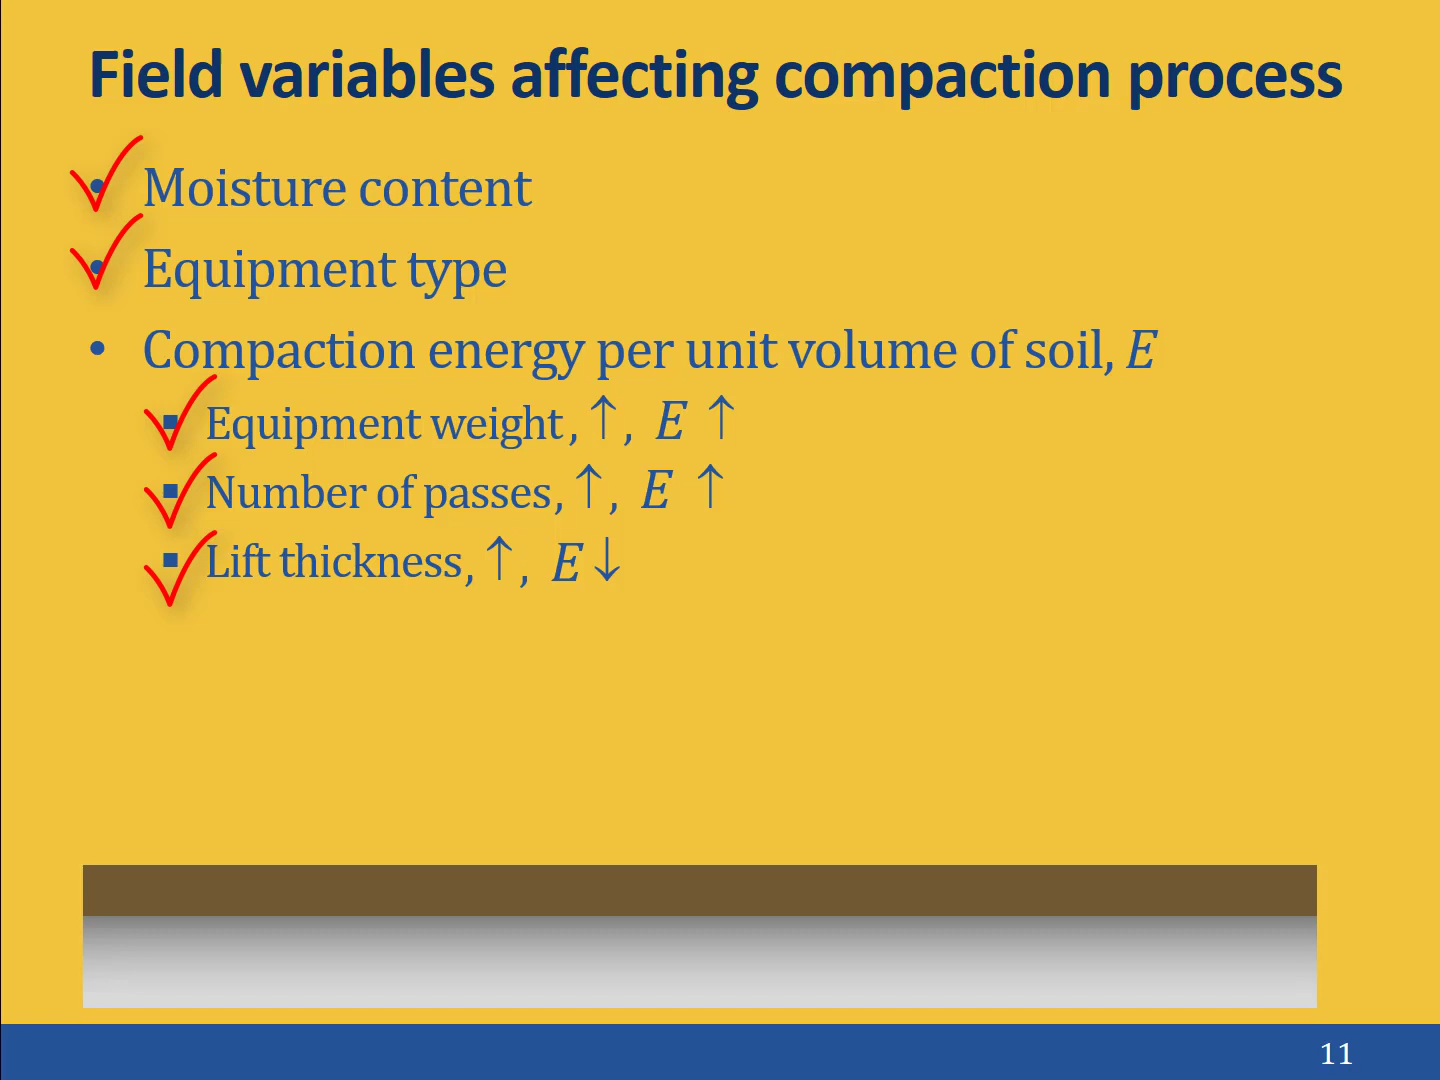 Field variables affecting compaction process
• Moisture content
• Equipment type
• Compaction energy per unit volume of soil, E
▪ Equipment weight, ↑, E ↑
▪ Number of passes, ↑, E ↑
▪ Lift thickness, ↑, E ↓
11